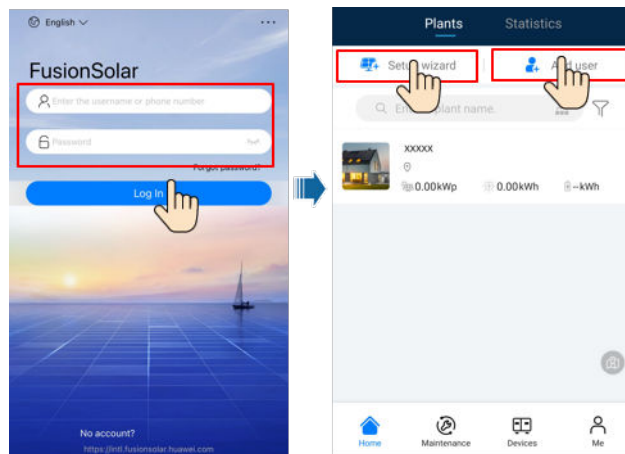 English
FusionSolar
Enter the username or phone number
Password
Forgot password?
Log In
No account?
https://intl.fusionsolar.huawei.com
Plants Statistics
Setup wizard
Add user
Enter plant name.
XXXXX
0.00kWp 0.00kWh --kWh
Home Maintenance Devices Me